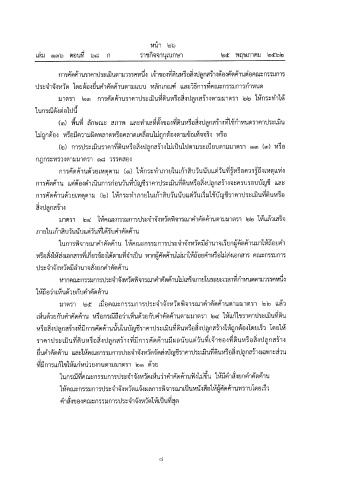 หน้า ๒๖
เล่ม ๑๓๖ ตอนที่ ๖๘ ก ราชกิจจานุเบกษา ๒๕ พฤษภาคม ๒๕๖๒
การคัดค้านราคาประเมินตามวรรคหนึ่ง เจ้าของที่ดินหรือสิ่งปลูกสร้างต้องคัดค้านต่อคณะกรรมการ
ประจำจังหวัด โดยต้องยื่นคำคัดค้านตามแบบ หลักเกณฑ์ และวิธีการที่คณะกรรมการกำหนด
มาตรา ๒๓ การคัดค้านราคาประเมินที่ดินหรือสิ่งปลูกสร้างตามมาตรา ๒๒ ให้กระทำได้
ในกรณีดังต่อไปนี้
(๑) พื้นที่ ลักษณะ สภาพ และทำเลที่ตั้งของที่ดินหรือสิ่งปลูกสร้างที่ใช้กำหนดราคาประเมิน
ไม่ถูกต้อง หรือมีความผิดพลาดหรือคลาดเคลื่อนไม่ถูกต้องตามข้อเท็จจริง หรือ
(๒) การประเมินราคาที่ดินหรือสิ่งปลูกสร้างไม่เป็นไปตามระเบียบตามมาตรา ๑๓ (๓) หรือ
กฎกระทรวงตามมาตรา ๑๘ วรรคสอง
การคัดค้านด้วยเหตุตาม (๑) ให้กระทำภายในเก้าสิบวันนับแต่วันที่รู้หรือควรรู้ถึงเหตุแห่ง
การคัดค้าน แต่ต้องดำเนินการก่อนวันที่บัญชีราคาประเมินที่ดินหรือสิ่งปลูกสร้างจะครบรอบบัญชี และ
การคัดค้านด้วยเหตุตาม (๒) ให้กระทำภายในเก้าสิบวันนับแต่วันเริ่มใช้บัญชีราคาประเมินที่ดินหรือ
สิ่งปลูกสร้าง
มาตรา ๒๔ ให้คณะกรรมการประจำจังหวัดพิจารณาคำคัดค้านตามมาตรา ๒๒ ให้แล้วเสร็จ
ภายในเก้าสิบวันนับแต่วันที่ได้รับคำคัดค้าน
ในการพิจารณาคำคัดค้าน ให้คณะกรรมการประจำจังหวัดมีอำนาจเรียกผู้คัดค้านมาให้ถ้อยคำ
หรือสั่งให้ส่งเอกสารที่เกี่ยวข้องได้ตามที่จำเป็น หากผู้คัดค้านไม่มาให้ถ้อยคำหรือไม่ส่งเอกสาร คณะกรรมการ
ประจำจังหวัดมีอำนาจสั่งยกคำคัดค้าน
หากคณะกรรมการประจำจังหวัดพิจารณาคำคัดค้านไม่เสร็จภายในระยะเวลาที่กำหนดตามวรรคหนึ่ง
ให้ถือว่าเห็นด้วยกับคำคัดค้าน
มาตรา ๒๕ เมื่อคณะกรรมการประจำจังหวัดพิจารณาคำคัดค้านตามมาตรา ๒๒ แล้ว
เห็นด้วยกับคำคัดค้าน หรือกรณีถือว่าเห็นด้วยกับคำคัดค้านตามมาตรา ๒๔ ให้แก้ไขราคาประเมินที่ดิน
หรือสิ่งปลูกสร้างที่มีการคัดค้านนั้นในบัญชีราคาประเมินที่ดินหรือสิ่งปลูกสร้างให้ถูกต้องโดยเร็ว โดยให้
ราคาประเมินที่ดินหรือสิ่งปลูกสร้างที่มีการคัดค้านมีผลนับแต่วันที่เจ้าของที่ดินหรือสิ่งปลูกสร้าง
ยื่นคำคัดค้าน และให้คณะกรรมการประจำจังหวัดจัดส่งบัญชีราคาประเมินที่ดินหรือสิ่งปลูกสร้างเฉพาะส่วน
ที่มีการแก้ไขให้แก่หน่วยงานตามมาตรา ๒๑ ด้วย
ในกรณีที่คณะกรรมการประจำจังหวัดเห็นว่าคำคัดค้านฟังไม่ขึ้น ให้มีคำสั่งยกคำคัดค้าน
ให้คณะกรรมการประจำจังหวัดแจ้งผลการพิจารณาเป็นหนังสือให้ผู้คัดค้านทราบโดยเร็ว
คำสั่งของคณะกรรมการประจำจังหวัดให้เป็นที่สุด
๘